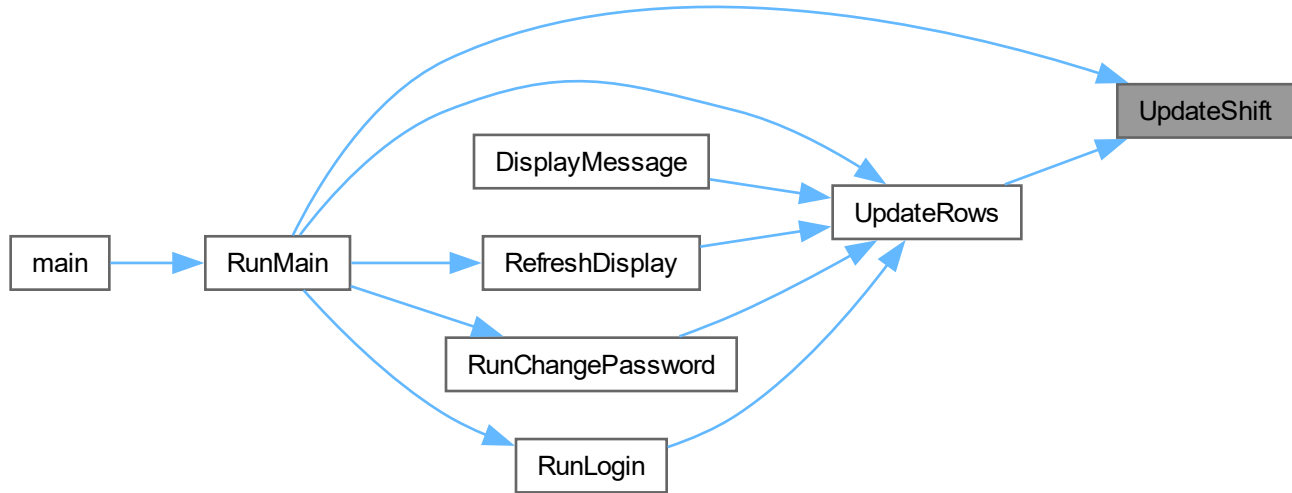 UpdateShift
DisplayMessage
UpdateRows
main
RunMain
RefreshDisplay
RunChangePassword
RunLogin